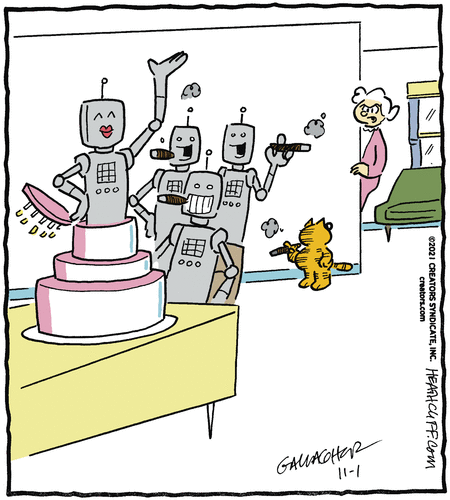 ©2021 CREATORS SYNDICATE, INC. HEATHCLIFF.COM
creators.com
GALLAGHER
11-1